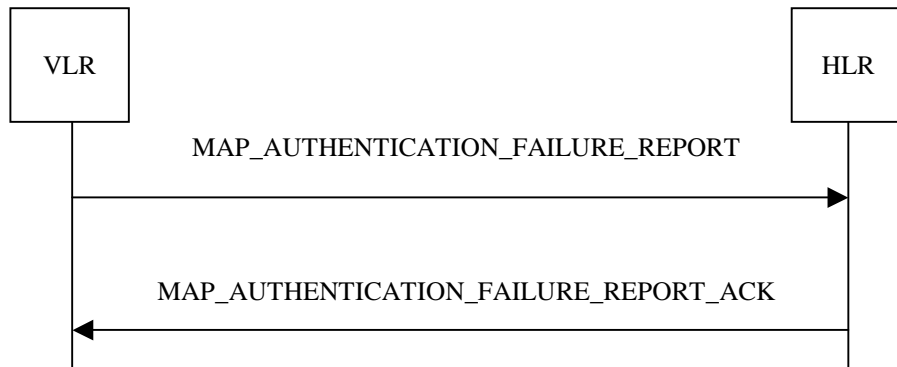 VLR
HLR
MAP_AUTHENTICATION_FAILURE_REPORT
MAP_AUTHENTICATION_FAILURE_REPORT_ACK